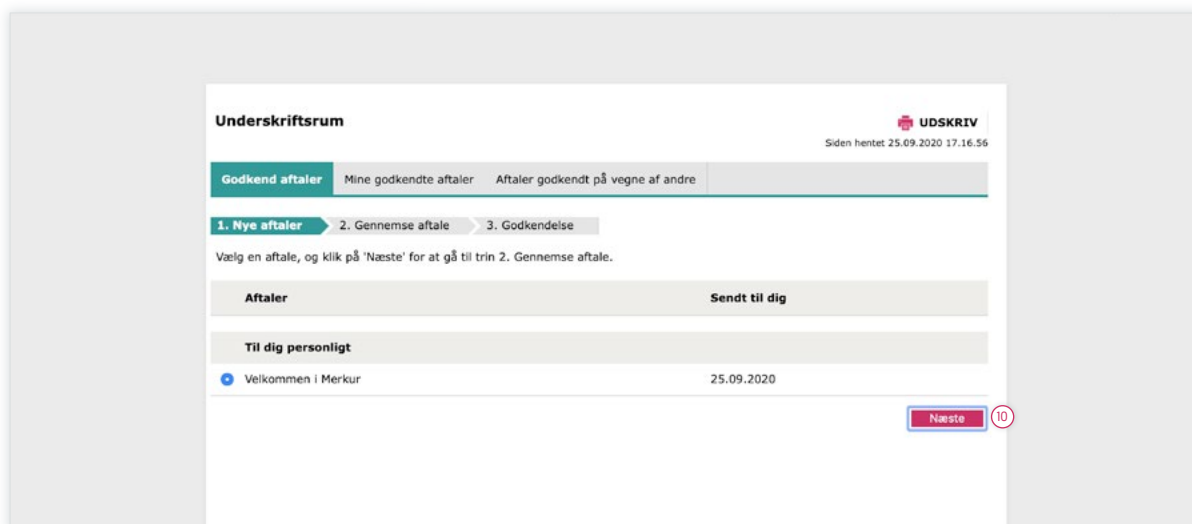 Underskriftsrum
UDSKRIV
Siden hentet 25.09.2020 17.16.56
Godkend aftaler Mine godkendte aftaler Aftaler godkendt på vegne af andre
1. Nye aftaler 2. Gennemse aftale 3. Godkendelse
Vælg en aftale, og klik på 'Næste' for at gå til trin 2. Gennemse aftale.
Aftaler Sendt til dig
Til dig personligt
Velkommen i Merkur 25.09.2020
Næste 10